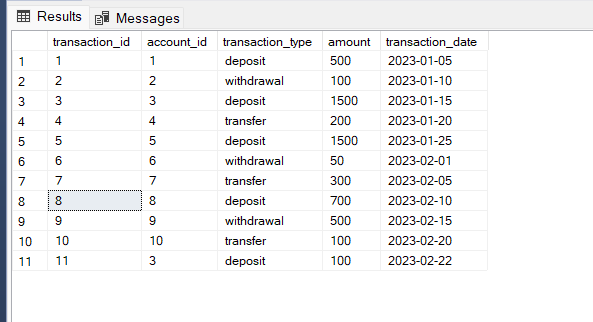 Results Messages
transaction_id account_id transaction_type amount transaction_date
1 1 1 deposit 500 2023-01-05
2 2 2 withdrawal 100 2023-01-10
3 3 3 deposit 1500 2023-01-15
4 4 4 transfer 200 2023-01-20
5 5 5 deposit 1500 2023-01-25
6 6 6 withdrawal 50 2023-02-01
7 7 7 transfer 300 2023-02-05
8 8 8 deposit 700 2023-02-10
9 9 9 withdrawal 500 2023-02-15
10 10 10 transfer 100 2023-02-20
11 11 3 deposit 100 2023-02-22